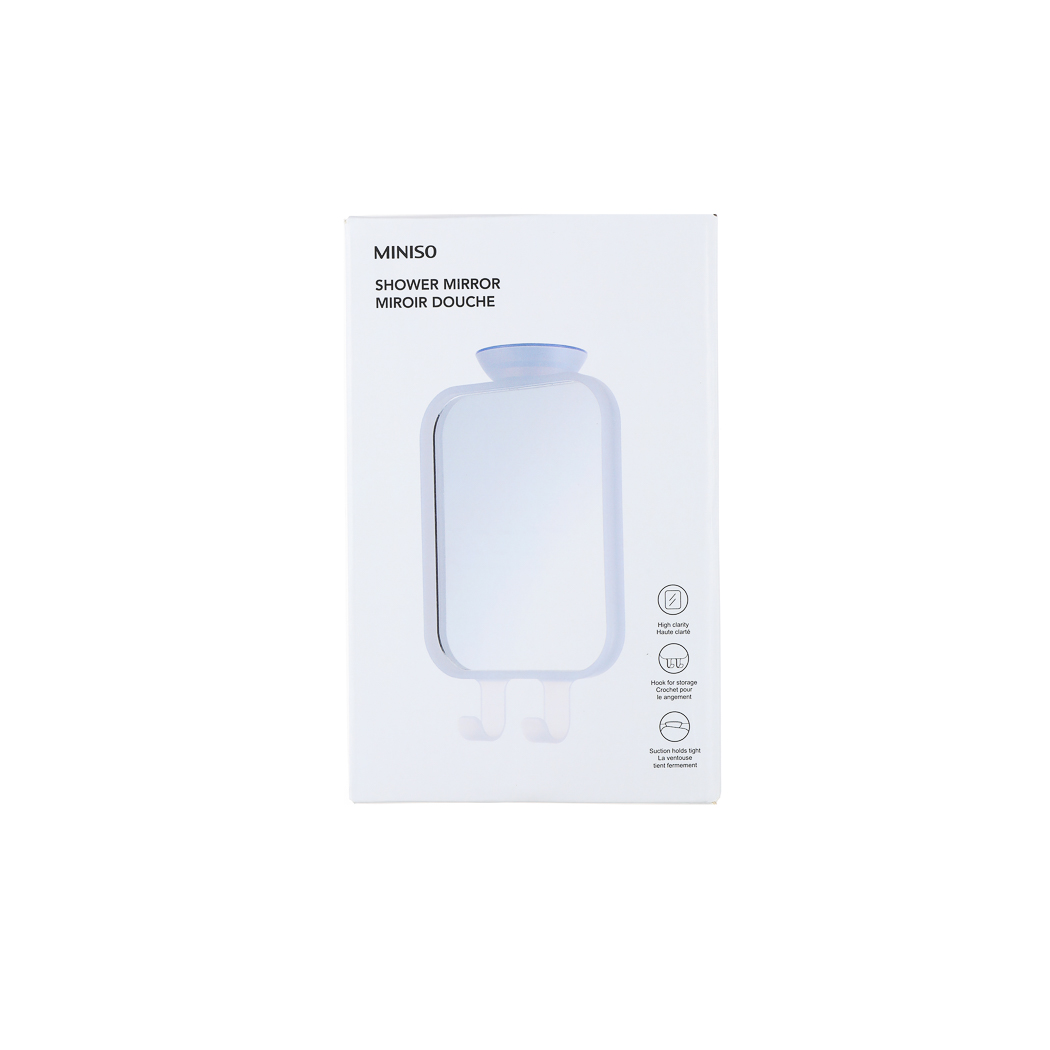 MINISO
SHOWER MIRROR
MIROIR DOUCHE
High clarity
Haute clarté
Hook for storage
Crochet pour
le angement
Suction holds tight
La ventouse
tient fermement